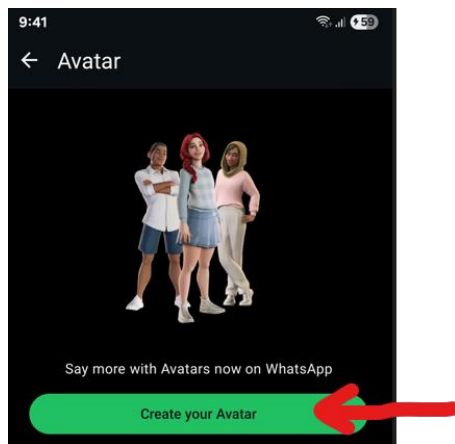 9:41
59
Avatar
Say more with Avatars now on WhatsApp
Create your Avatar